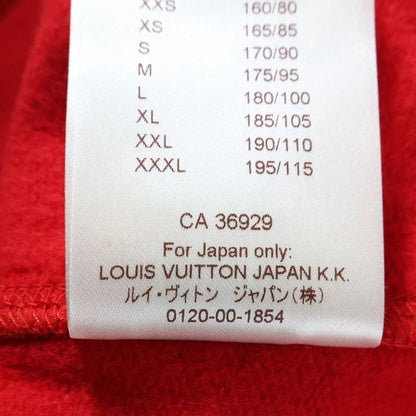 XXS 160/80
XS 165/85
S 170/90
M 175/95
L 180/100
XL 185/105
XXL 190/110
XXXL 195/115
CA 36929
For Japan only:
LOUIS VUITTON JAPAN K.K.
ルイ・ヴィトン ジャパン(株)
0120-00-1854